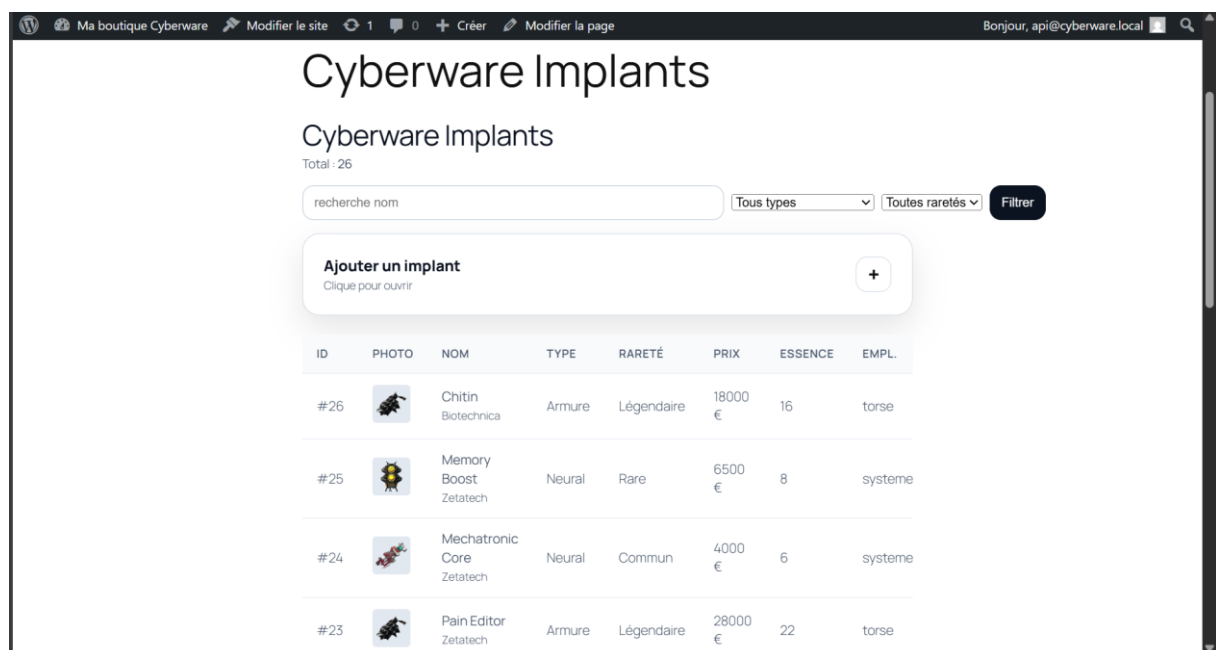 Ma boutique Cyberware Modifier le site 1 0 Créer Modifier la page Bonjour, api@cyberware.local
Cyberware Implants
Cyberware Implants
Total : 26
recherche nom Tous types Toutes raretés Filtrer
Ajouter un implant
+
Clique pour ouvrir
ID PHOTO NOM TYPE RARETÉ PRIX ESSENCE EMPL.
#26 Chitin Armure Légendaire 18000 € 16 torse
Biotechnica
#25 Memory Boost Neural Rare 6500 € 8 systeme
Zetatech
#24 Mechatronic Core Neural Commun 4000 € 6 systeme
Zetatech
#23 Pain Editor Armure Légendaire 28000 € 22 torse
Zetatech